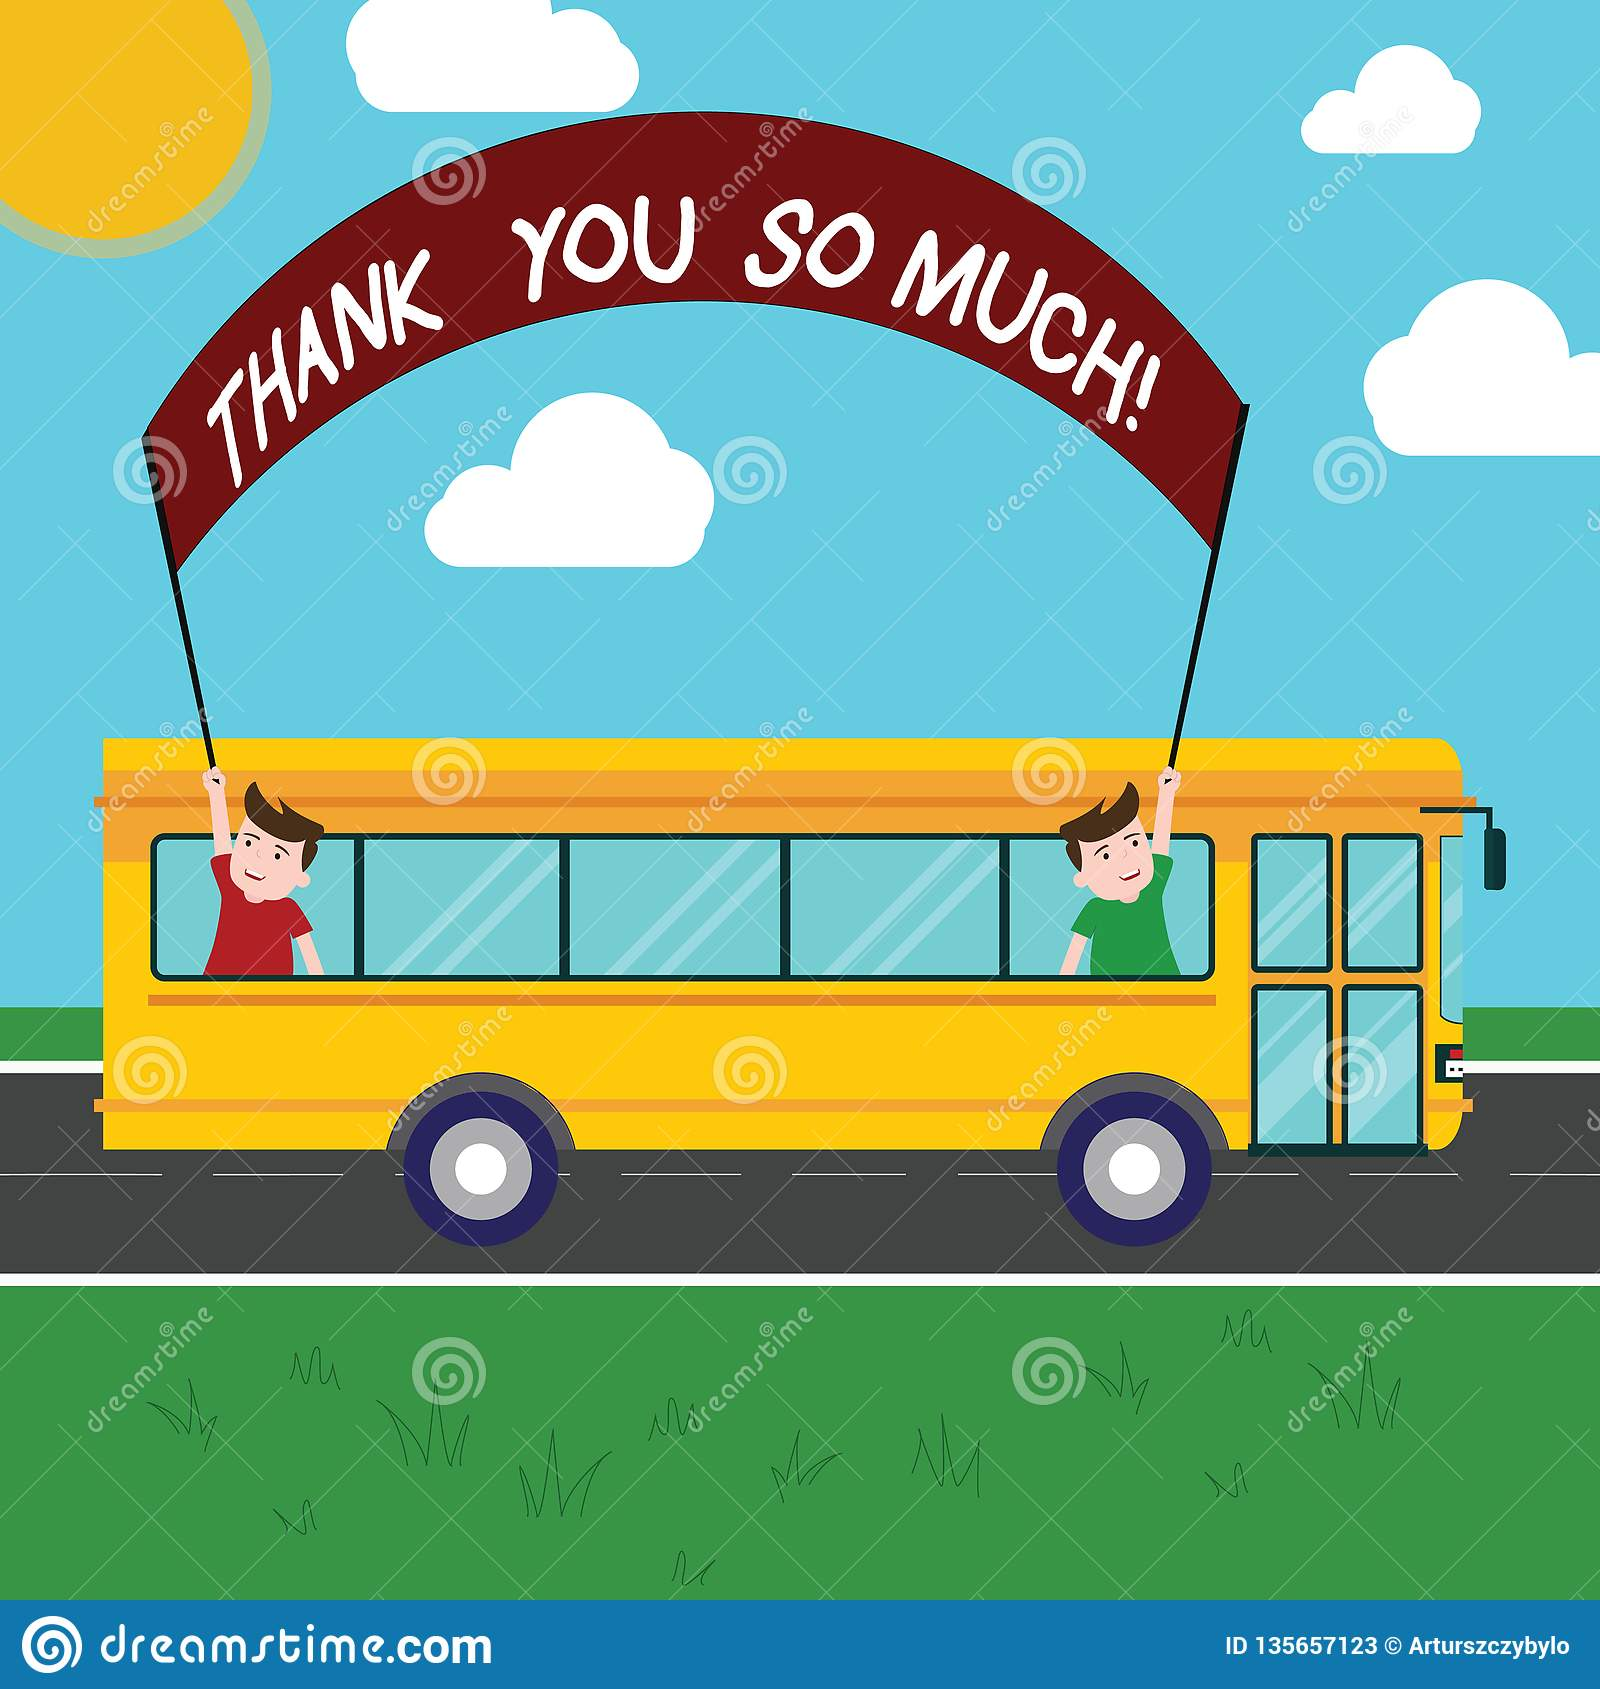 THANK YOU SO MUCH!
dreamstime.com
ID 135657123 © Arturszczybylo